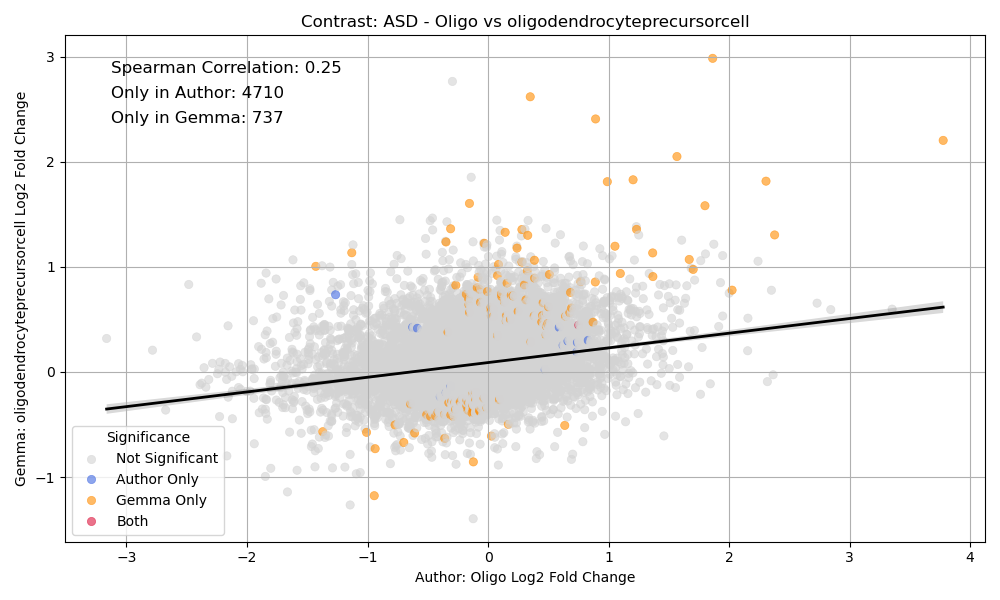 Contrast: ASD - Oligo vs oligodendrocyteprecursorcell
Spearman Correlation: 0.25
Only in Author: 4710
Only in Gemma: 737
3
2
1
0
−1
Gemma: oligodendrocyteprecursorcell Log2 Fold Change
Significance
Not Significant
Author Only
Gemma Only
Both
−3
−2
−1
0
1
2
3
4
Author: Oligo Log2 Fold Change